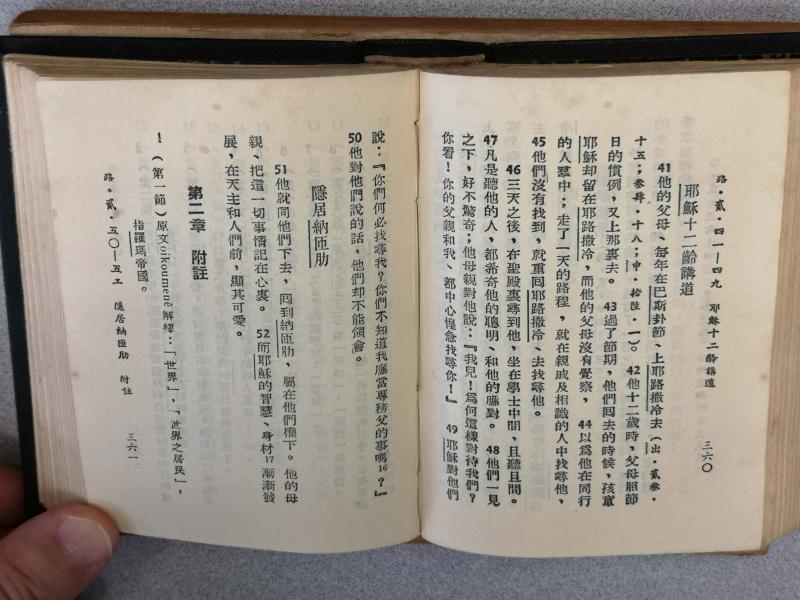 路。貳。四一—四九　耶穌十二齡講道　三六〇
耶穌十二齡講道
41他的父母、每年在巴斯卦節、上耶路撒冷去（出。貳叁。
十五；叁肆。十八；申。拾陸。一）。42他十二歲時，父母照節
日的慣例，又上那裏去。43過了節期，他們囘去的時候，孩童
耶穌却留在耶路撒冷，而他的父母沒有覺察，44以爲他在同行
的人羣中；走了一天的路程，就在親戚及相識的人中找尋他，
45他們沒有找到，就重囘耶路撒冷、去找尋他。
46三天之後，在聖殿裏尋到他，坐在學士中間，且聽且問。
47凡是聽他的人，都希奇他的聰明、和他的應對。48他們一見
之下，好不驚奇；他母親對他說：『我兒！爲何這樣對待我們？
你看！你的父親和我、都中心惶急找尋你！』49耶穌對他們
說：『你們何必找尋我？你們不知道我應當專務父的事嗎16？』
50他對他們說的話，他們却不能領會。
隱居納匝肋
51他就同他們下去，囘到納匝肋，屬在他們權下。他的母
親、把這一切事情記在心裏。52而耶穌的智慧、身材17漸漸發
展，在天主和人們前，顯其可愛。
第二章　附註
1（第一節）原文oikoumenē解釋：「世界」，「世界之居民」，
指羅瑪帝國。
路。貳。五〇—五二　隱居納匝肋　附註　三六一